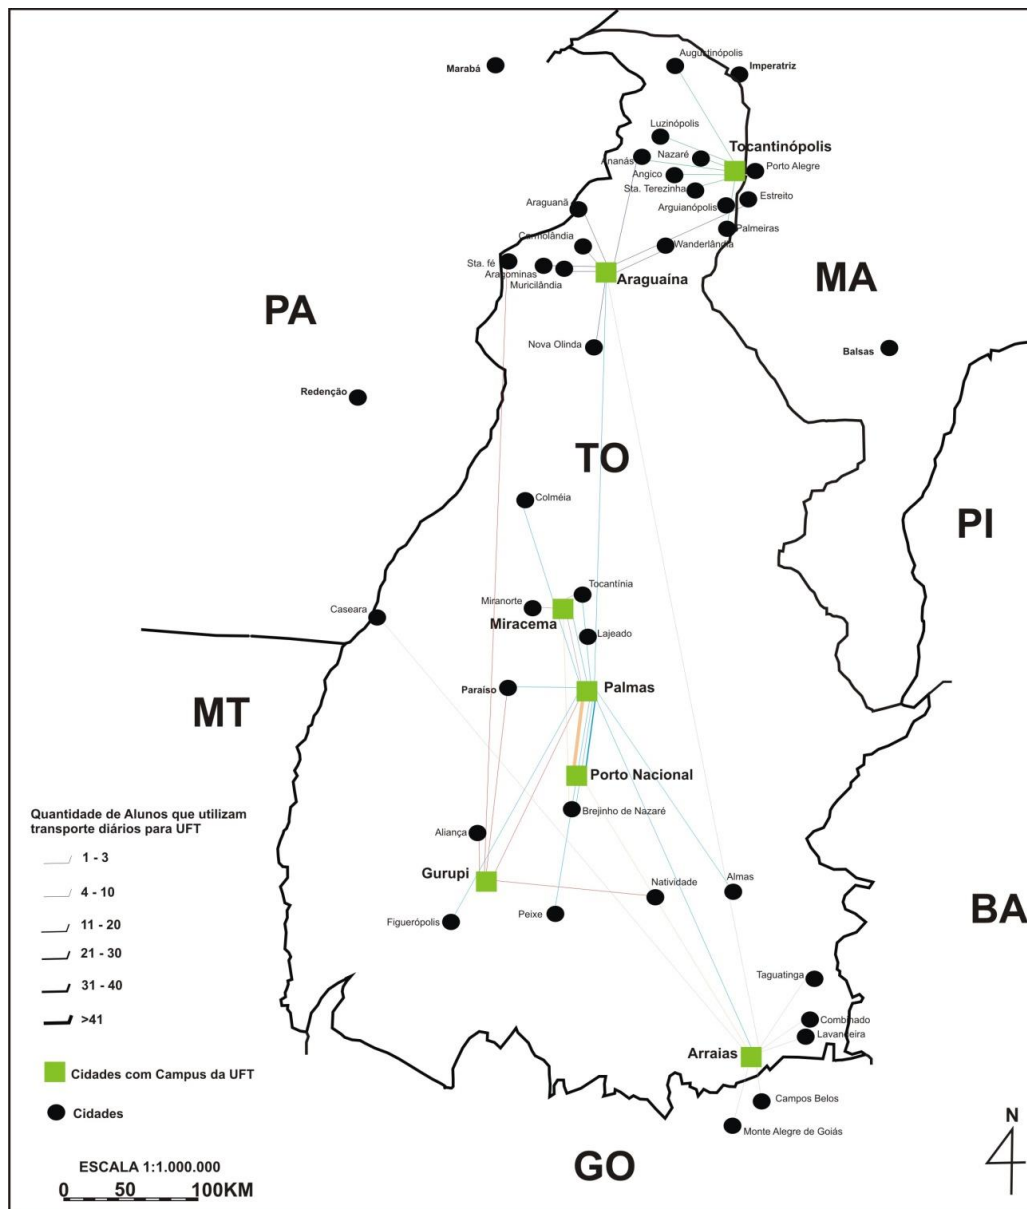 Augustinópolis
Marabá
Imperatriz
Luzinópolis
Tocantinópolis
Nazaré
Ananás
Porto Alegre
Angico
Sta. Terezinha
Estreito
Araguanã
Arguianópolis
Palmeiras
Carmolândia
Wanderlândia
Sta. fé
Aragominas
Muricilândia
Araguaína
MA
PA
Nova Olinda
Balsas
Redenção
TO
Colméia
PI
Tocantínia
Miranorte
Caseara
Miracema
Lajeado
Paraíso
Palmas
MT
Porto Nacional
Quantidade de Alunos que utilizam
transporte diários para UFT
Brejinho de Nazaré
Aliança
1 - 3
Gurupi
Natividade
Almas
4 - 10
BA
Figuerópolis
Peixe
11 - 20
21 - 30
Taguatinga
31 - 40
>41
Combinado
Lavandeira
Arraias
Cidades com Campus da UFT
Campos Belos
Cidades
Monte Alegre de Goiás
N
ESCALA 1:1.000.000
GO
0 50 100KM